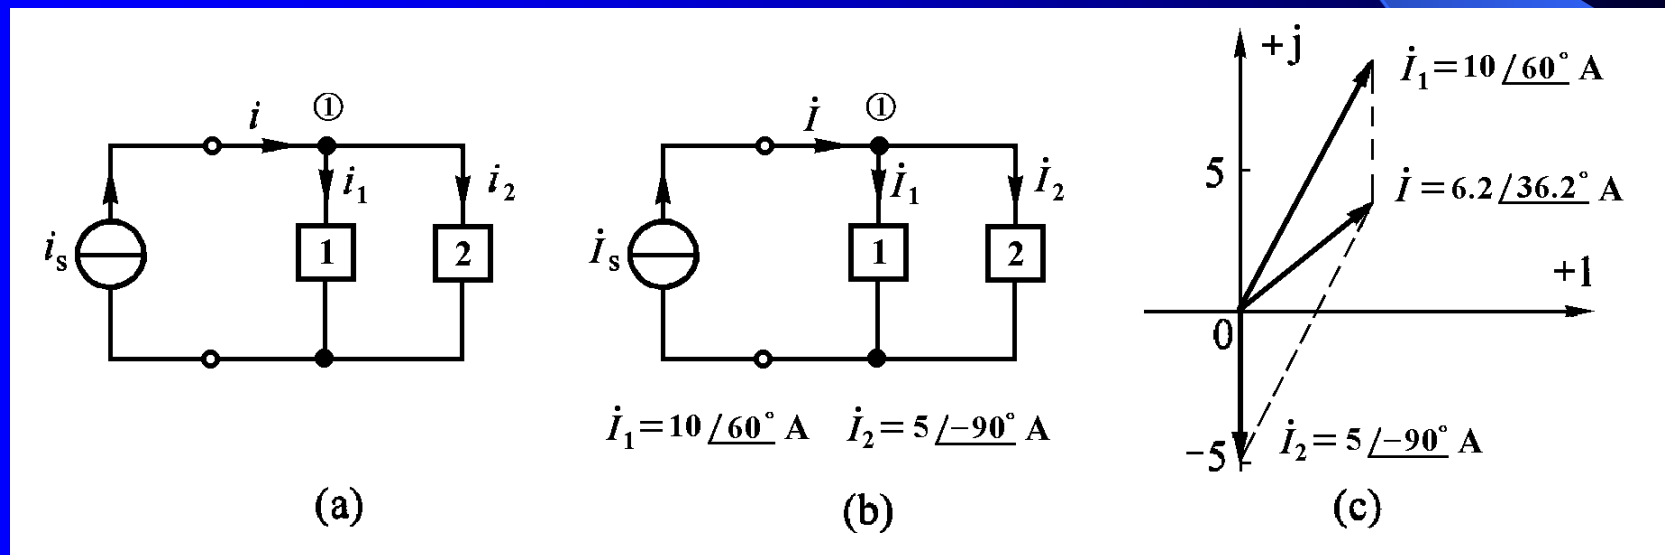 i ①
i₁ i₂
iₛ 1 2
(a)
İ ①
İ₁ İ₂
İₛ 1 2
İ₁=10/60° A İ₂=5/−90° A
(b)
+j
İ₁=10/60° A
5
İ=6.2/36.2° A
+1
0
−5
İ₂=5/−90° A
(c)